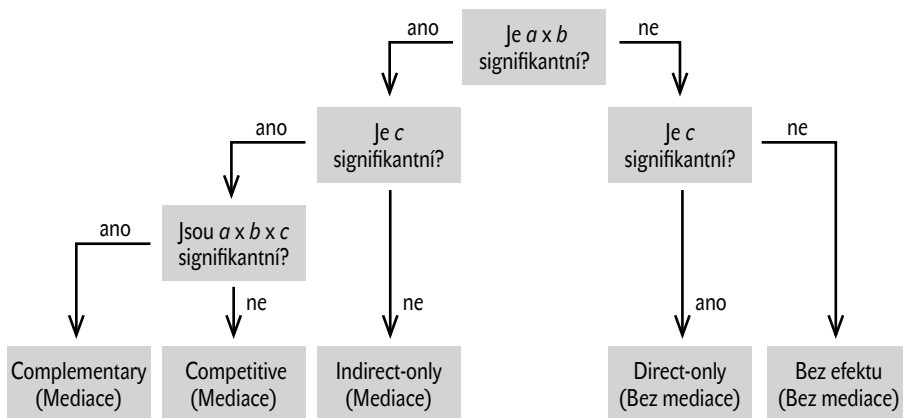 ano
Je a x b
signifikantní?
ne
ano
Je c
signifikantní?
Je c
signifikantní?
ne
ano
Jsou a x b x c
signifikantní?
ne
ne
ano
Complementary
(Mediace)
Competitive
(Mediace)
Indirect-only
(Mediace)
Direct-only
(Bez mediace)
Bez efektu
(Bez mediace)